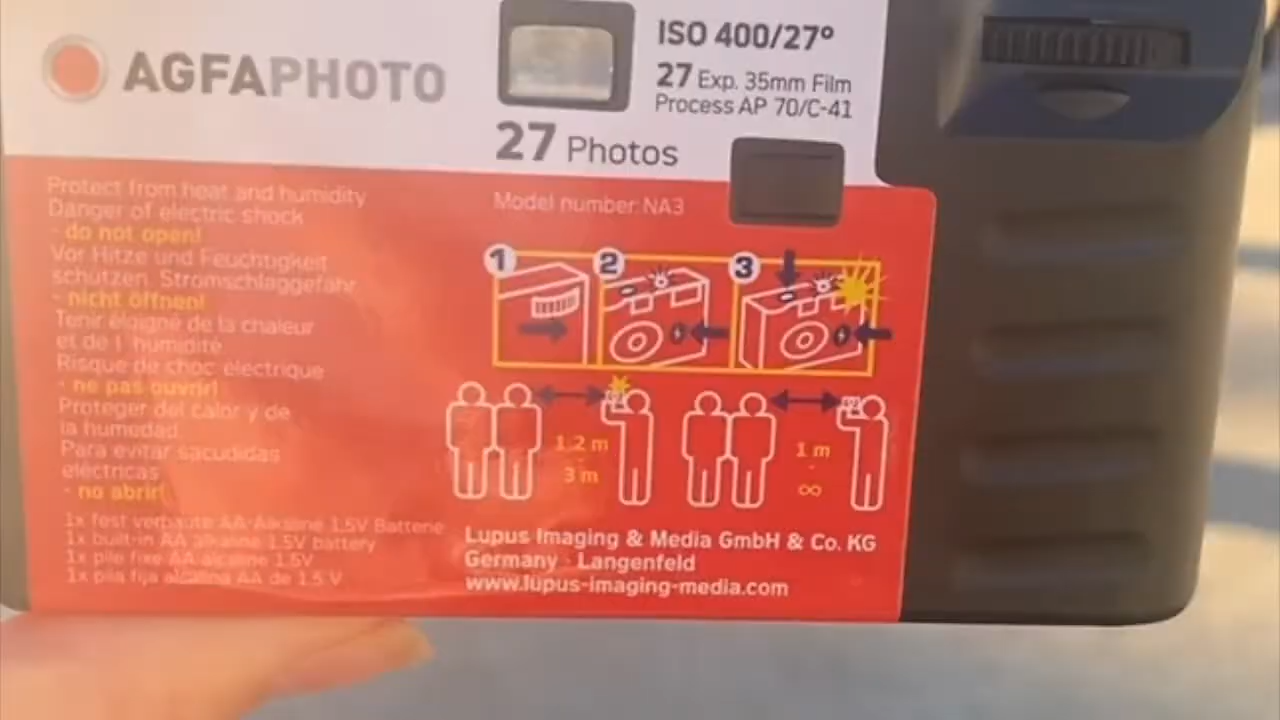 AGFAPHOTO
ISO 400/27°
27 Exp. 35mm Film
Process AP 70/C-41
27 Photos
Protect from heat and humidity
Danger of electric shock
- do not open!
Vor Hitze und Feuchtigkeit
schützen. Stromschlaggefahr
- nicht öffnen!
Tenir éloigné de la chaleur
et de l'humidité
Risque de choc électrique
- ne pas ouvrir!
Proteger del calor y de
la humedad
Para evitar sacudidas
eléctricas
- no abrir!
1x fest verbaute AA-Alkaline 1,5V Batterie
1x built-in AA alkaline 1.5V battery
1x pile fixe AA alcaline 1.5V
1x pila fija alcalina AA de 1.5 V
Model number: NA3
1 2 3
1,2 m
-
3 m
1 m
-
∞
Lupus Imaging & Media GmbH & Co. KG
Germany · Langenfeld
www.lupus-imaging-media.com